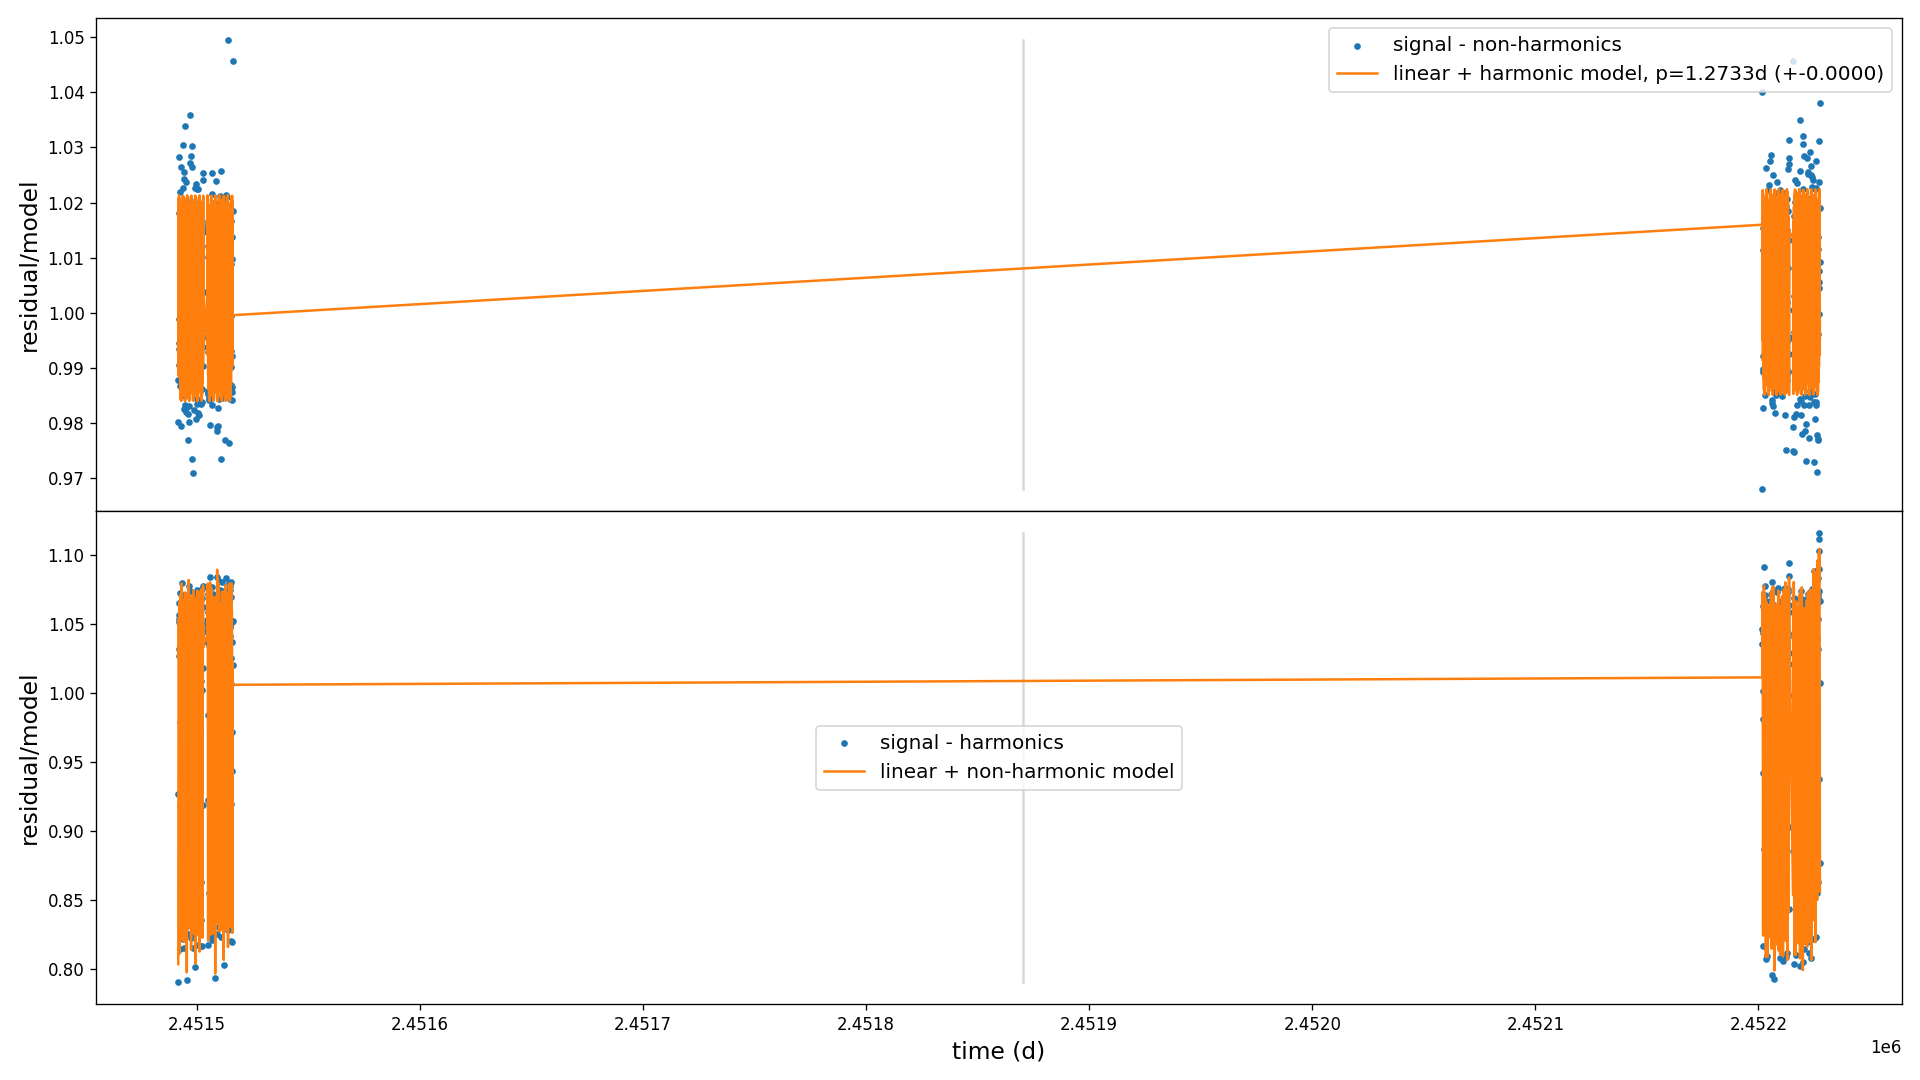 1.05
1.04
1.03
1.02
1.01
1.00
0.99
0.98
0.97
residual/model
signal - non-harmonics
linear + harmonic model, p=1.2733d (+-0.0000)
1.10
1.05
1.00
0.95
0.90
0.85
0.80
residual/model
signal - harmonics
linear + non-harmonic model
2.4515 2.4516 2.4517 2.4518 2.4519 2.4520 2.4521 2.4522
1e6
time (d)